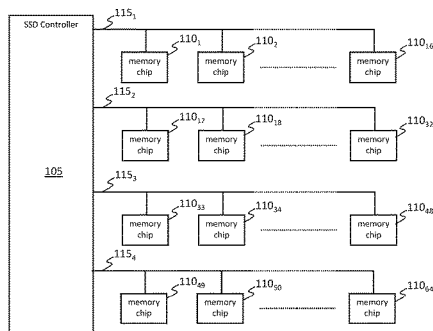 SSD Controller
115₁
110₁ 110₂ 110₁₆
memory chip memory chip memory chip
115₂
110₁₇ 110₁₈ 110₃₂
memory chip memory chip memory chip
105
115₃
110₃₃ 110₃₄ 110₄₈
memory chip memory chip memory chip
115₄
110₄₉ 110₅₀ 110₆₄
memory chip memory chip memory chip